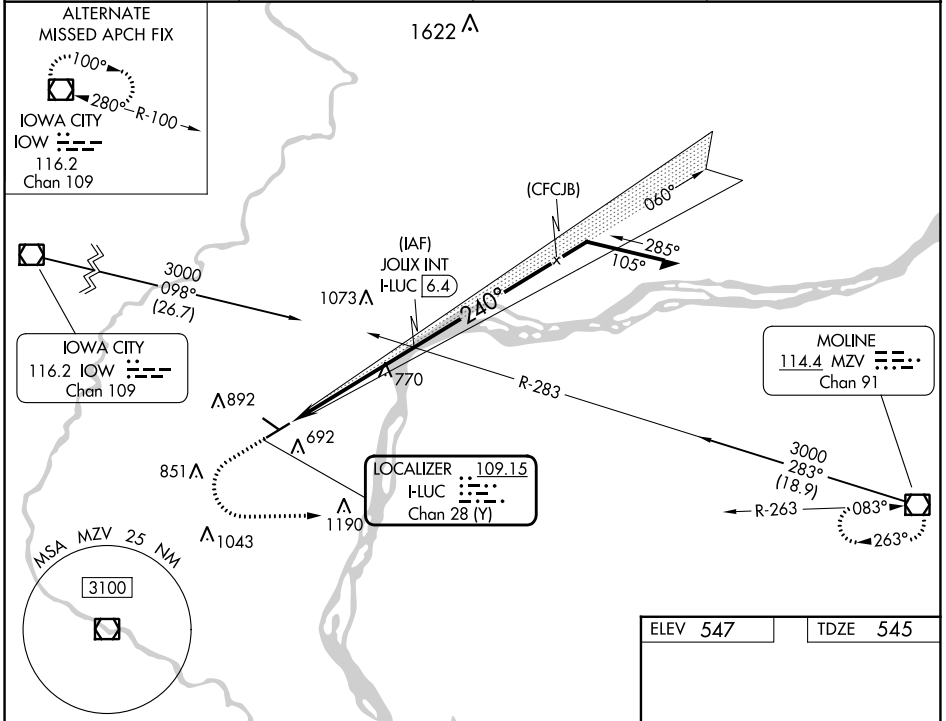 ALTERNATE
MISSED APCH FIX
100°
280°
R-100
IOWA CITY
IOW
116.2
Chan 109
1622
(CFCJB)
060°
285°
105°
(IAF)
JOLIX INT
I-LUC 6.4
240°
3000
098°
(26.7)
1073
IOWA CITY
116.2 IOW
Chan 109
MOLINE
114.4 MZV
Chan 91
770
R-283
892
692
3000
283°
(18.9)
851
LOCALIZER 109.15
I-LUC
Chan 28 (Y)
R-263
083°
263°
1190
1043
MSA MZV 25 NM
3100
ELEV 547
TDZE 545